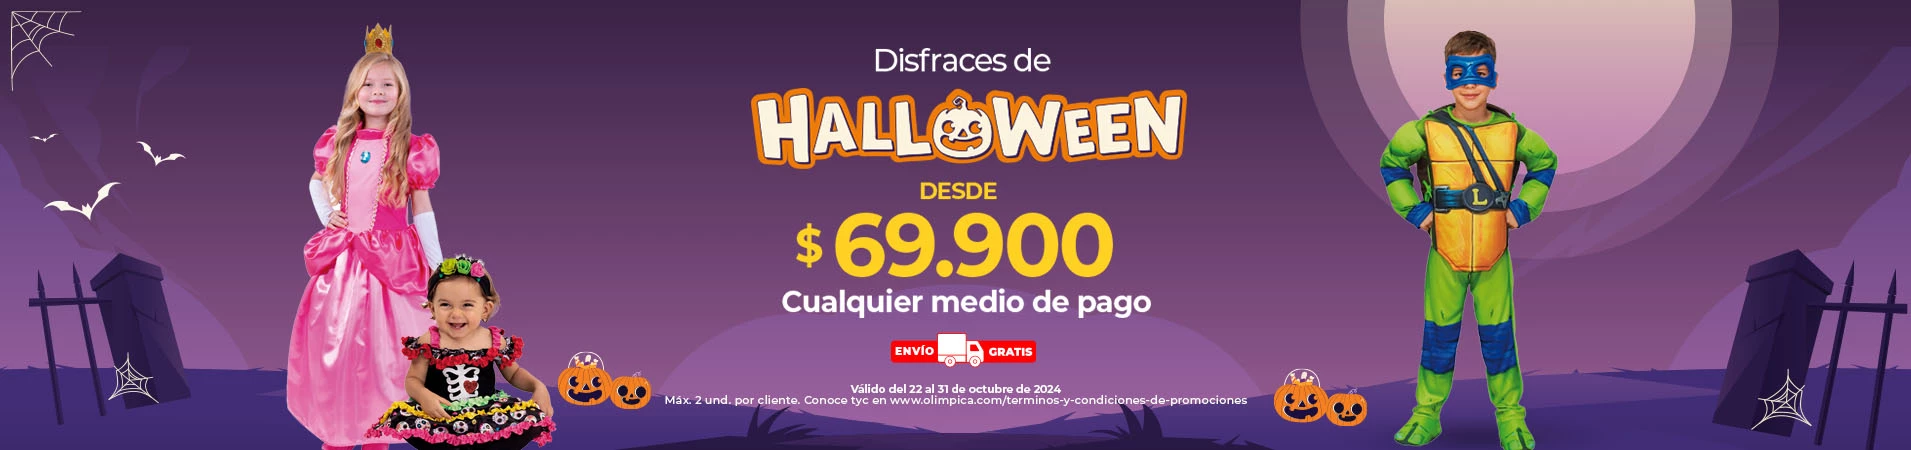 Disfraces de
HALLOWEEN
DESDE
$ 69.900
Cualquier medio de pago
ENVÍO GRATIS
Válido del 22 al 31 de octubre de 2024
Máx. 2 und. por cliente. Conoce tyc en www.olimpica.com/terminos-y-condiciones-de-promociones
L